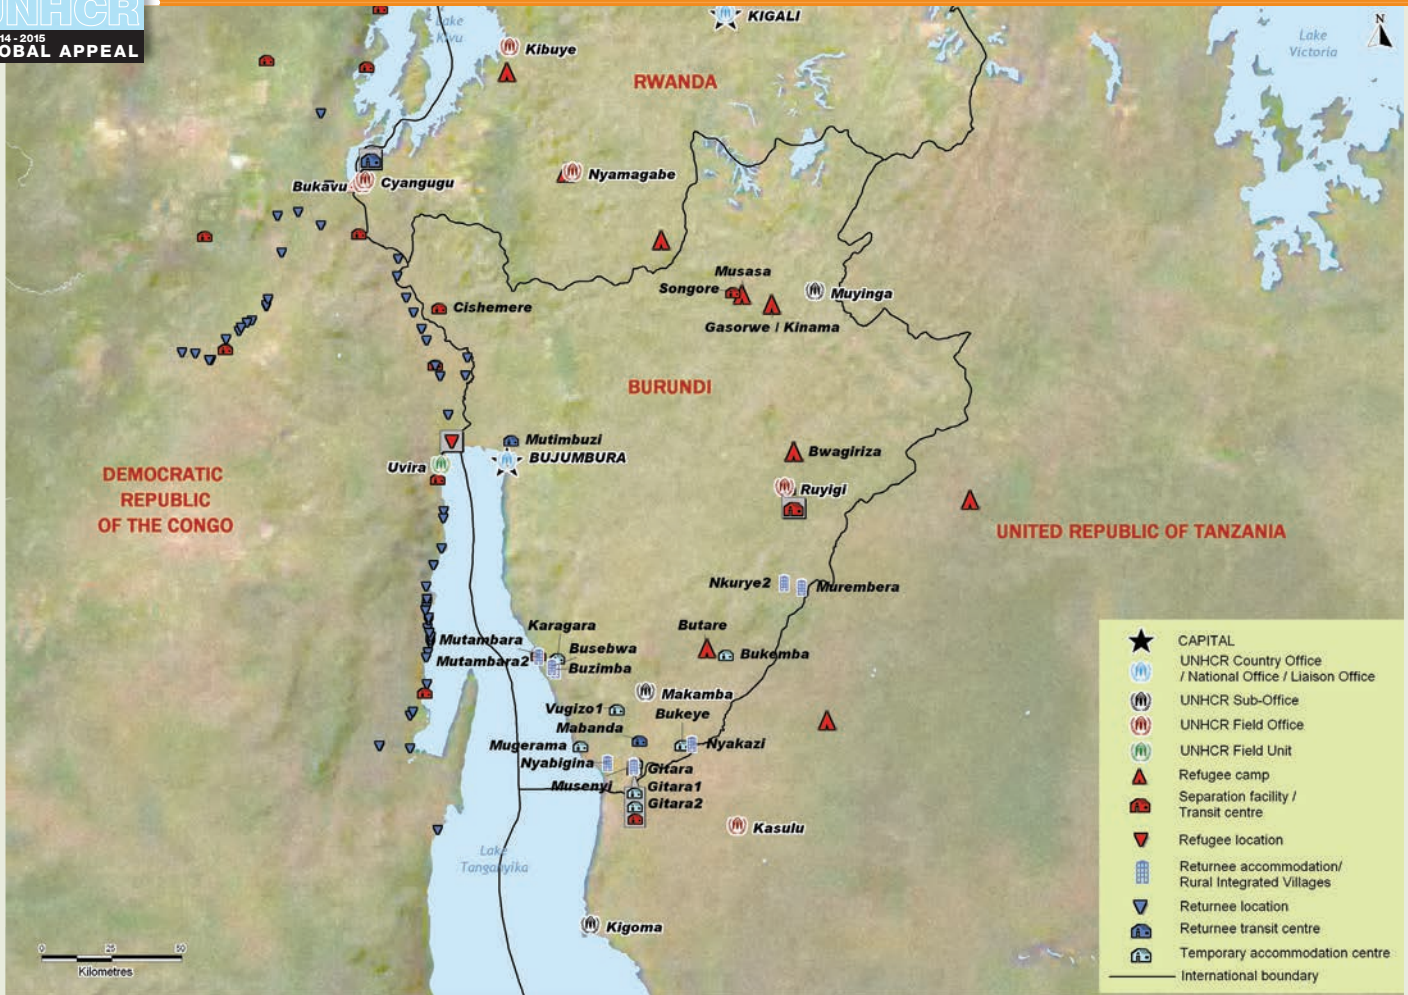 UNHCR
14 - 2015
OBAL APPEAL
KIGALI
N
Lake
Kivu
Lake
Victoria
Kibuye
RWANDA
Nyamagabe
Bukavu
Cyangugu
Musasa
Songore
Muyinga
Cishemere
Gasorwe / Kinama
BURUNDI
Mutimbuzi
BUJUMBURA
Uvira
Bwagiriza
DEMOCRATIC
REPUBLIC
OF THE CONGO
Ruyigi
UNITED REPUBLIC OF TANZANIA
Nkurye2
Murembera
Karagara
Butare
Mutambara
Busebwa
Mutambara2
Buzimba
Bukemba
Makamba
Vugizo1
Bukeye
Mabanda
Mugerama
Nyakazi
Nyabigina
Gitara
Musenyi
Gitara1
Gitara2
Kasulu
Lake
Tanganyika
Kigoma
0 25 50
Kilometres
CAPITAL
UNHCR Country Office
/ National Office / Liaison Office
UNHCR Sub-Office
UNHCR Field Office
UNHCR Field Unit
Refugee camp
Separation facility /
Transit centre
Refugee location
Returnee accommodation/
Rural Integrated Villages
Returnee location
Returnee transit centre
Temporary accommodation centre
International boundary